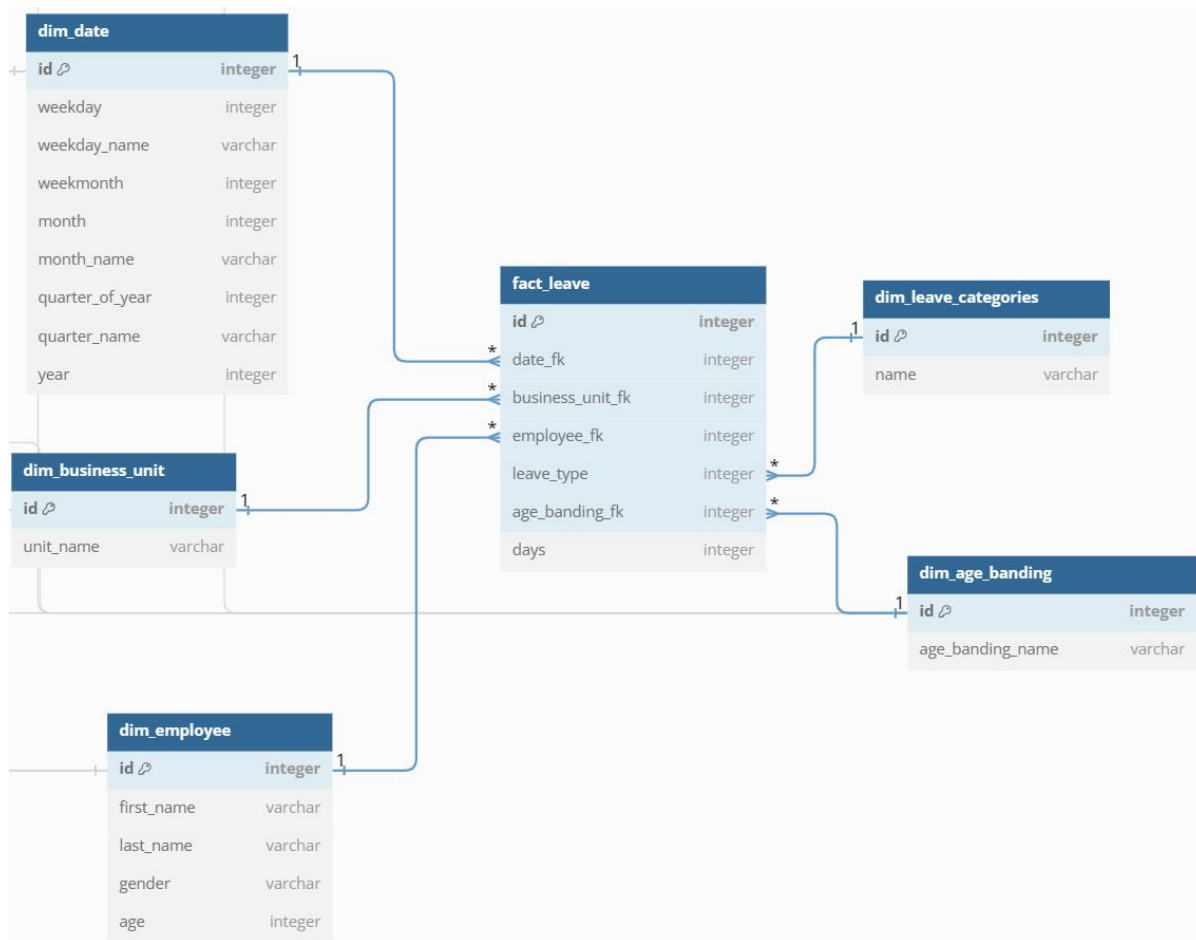 dim_date
id integer
weekday integer
weekday_name varchar
weekmonth integer
month integer
month_name varchar
quarter_of_year integer
quarter_name varchar
year integer
1
dim_business_unit
id integer
unit_name varchar
1
dim_employee
id integer
first_name varchar
last_name varchar
gender varchar
age integer
1
fact_leave
id integer
* date_fk integer
* business_unit_fk integer
* employee_fk integer
leave_type integer *
age_banding_fk integer *
days integer
dim_leave_categories
1 id integer
name varchar
dim_age_banding
1 id integer
age_banding_name varchar